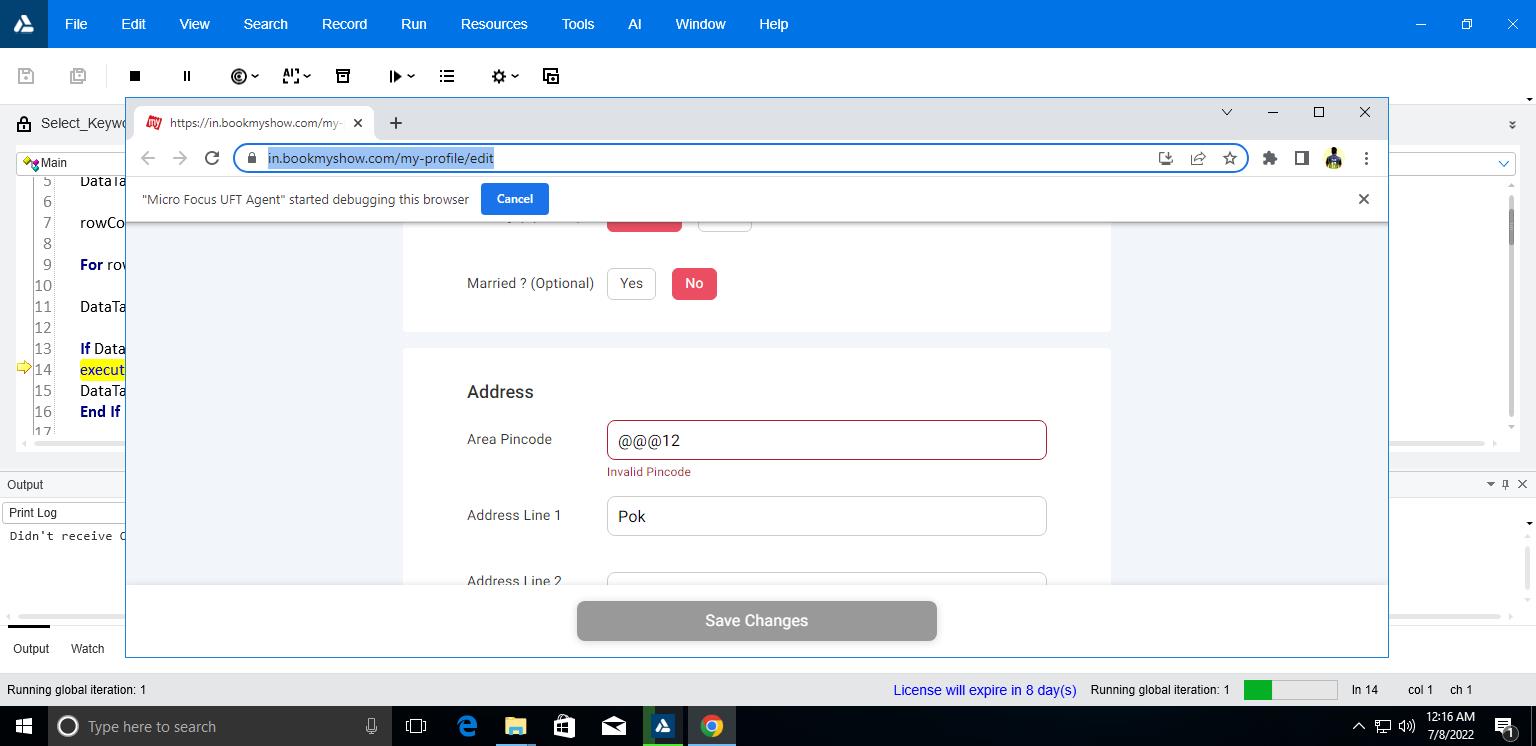 File Edit View Search Record Run Resources Tools AI Window Help
Select_Keywo
https://in.bookmyshow.com/my-
in.bookmyshow.com/my-profile/edit
"Micro Focus UFT Agent" started debugging this browser Cancel
Main
5 DataTa
6
7 rowCo
8
9 For rov
10
11 DataTa
12
13 If Data
14 execut
15 DataTa
16 End If
17
Married ? (Optional) Yes No
Address
Area Pincode @@@12
Invalid Pincode
Address Line 1 Pok
Address Line 2
Save Changes
Output
Print Log
Didn't receive C
Output Watch
Running global iteration: 1 License will expire in 8 day(s) Running global iteration: 1 ln 14 col 1 ch 1
Type here to search
12:16 AM
7/8/2022
1